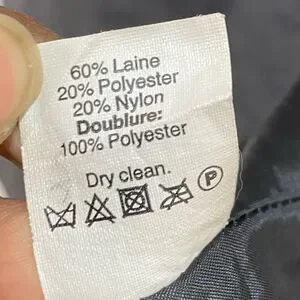 60% Laine
20% Polyester
20% Nylon
Doublure:
100% Polyester
Dry clean.
P